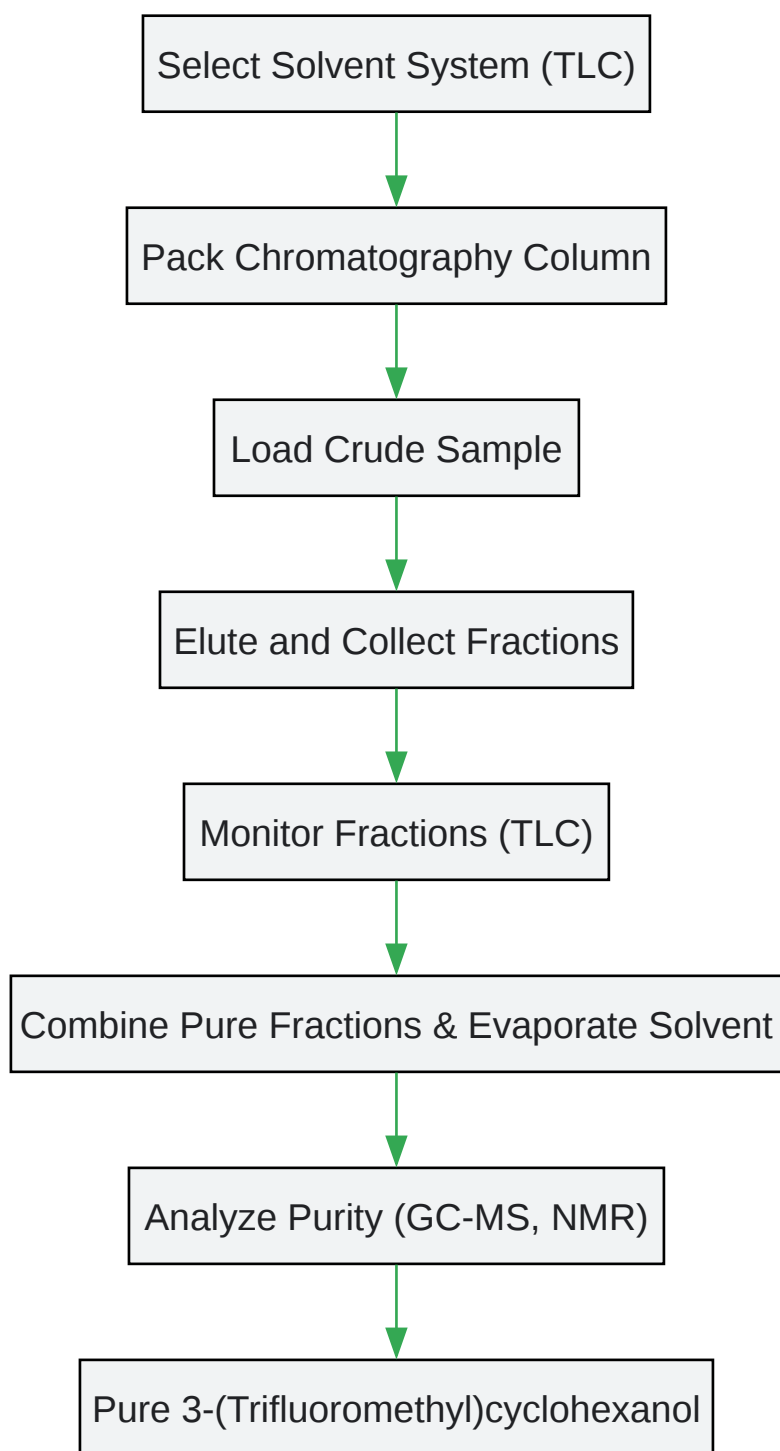 Select Solvent System (TLC)
Pack Chromatography Column
Load Crude Sample
Elute and Collect Fractions
Monitor Fractions (TLC)
Combine Pure Fractions & Evaporate Solvent
Analyze Purity (GC-MS, NMR)
Pure 3-(Trifluoromethyl)cyclohexanol